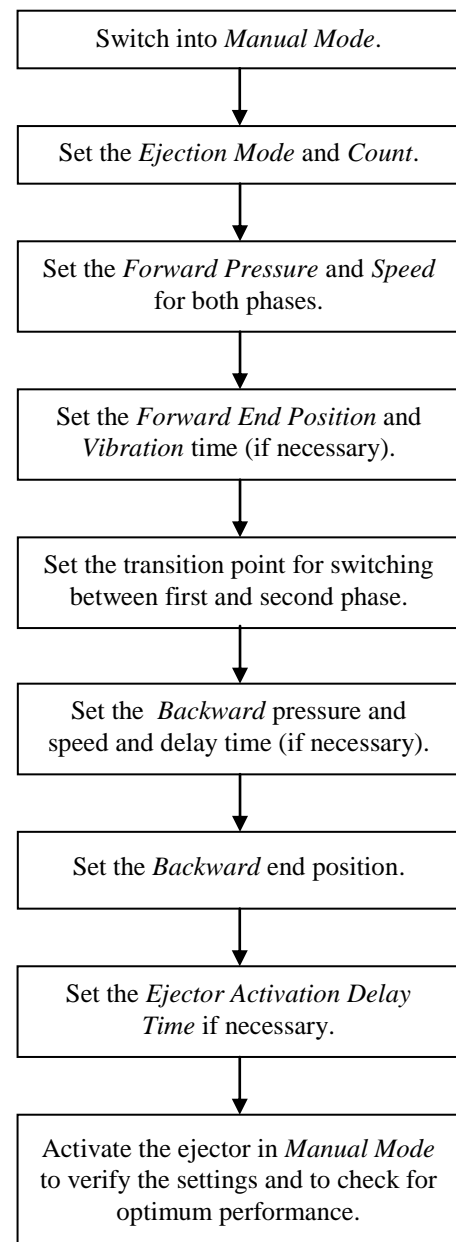 Switch into Manual Mode.
Set the Ejection Mode and Count.
Set the Forward Pressure and Speed
for both phases.
Set the Forward End Position and
Vibration time (if necessary).
Set the transition point for switching
between first and second phase.
Set the Backward pressure and
speed and delay time (if necessary).
Set the Backward end position.
Set the Ejector Activation Delay
Time if necessary.
Activate the ejector in Manual Mode
to verify the settings and to check for
optimum performance.